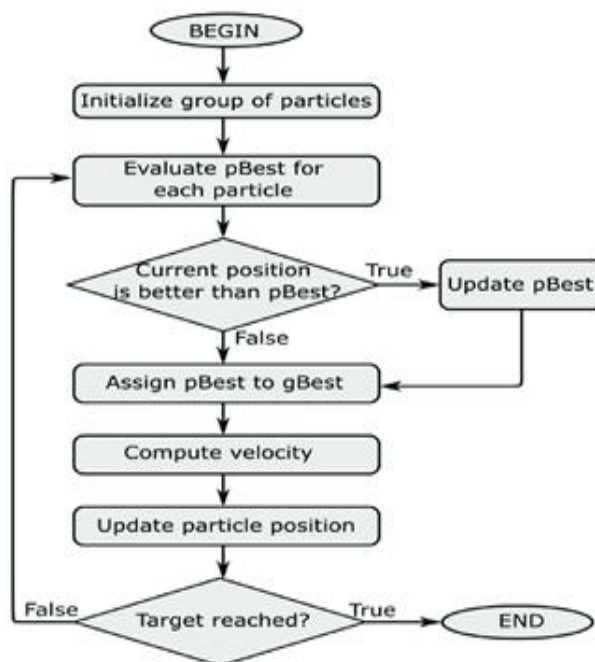 BEGIN
Initialize group of particles
Evaluate pBest for
each particle
Current position
is better than pBest?
True
Update pBest
False
Assign pBest to gBest
Compute velocity
Update particle position
False
Target reached?
True
END